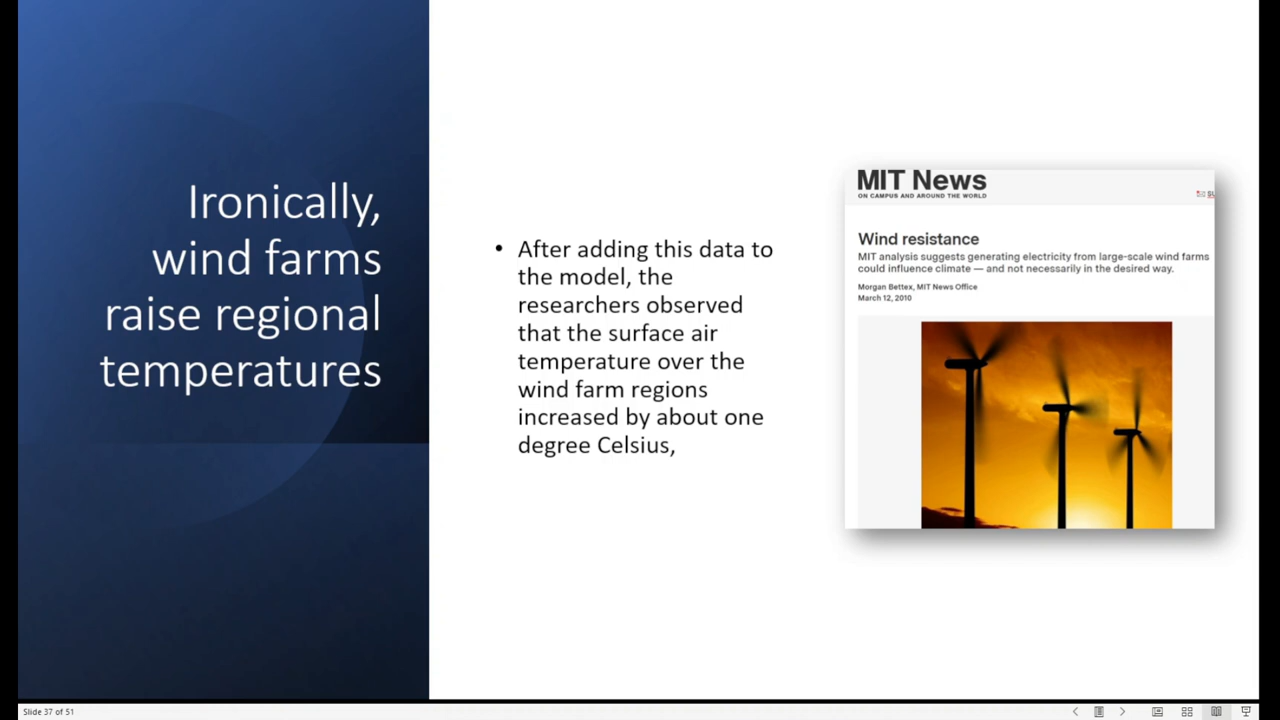 Ironically,
wind farms
raise regional
temperatures
• After adding this data to
the model, the
researchers observed
that the surface air
temperature over the
wind farm regions
increased by about one
degree Celsius,
MIT News
ON CAMPUS AND AROUND THE WORLD
Wind resistance
MIT analysis suggests generating electricity from large-scale wind farms
could influence climate — and not necessarily in the desired way.
Morgan Bettex, MIT News Office
March 12, 2010
Slide 37 of 51